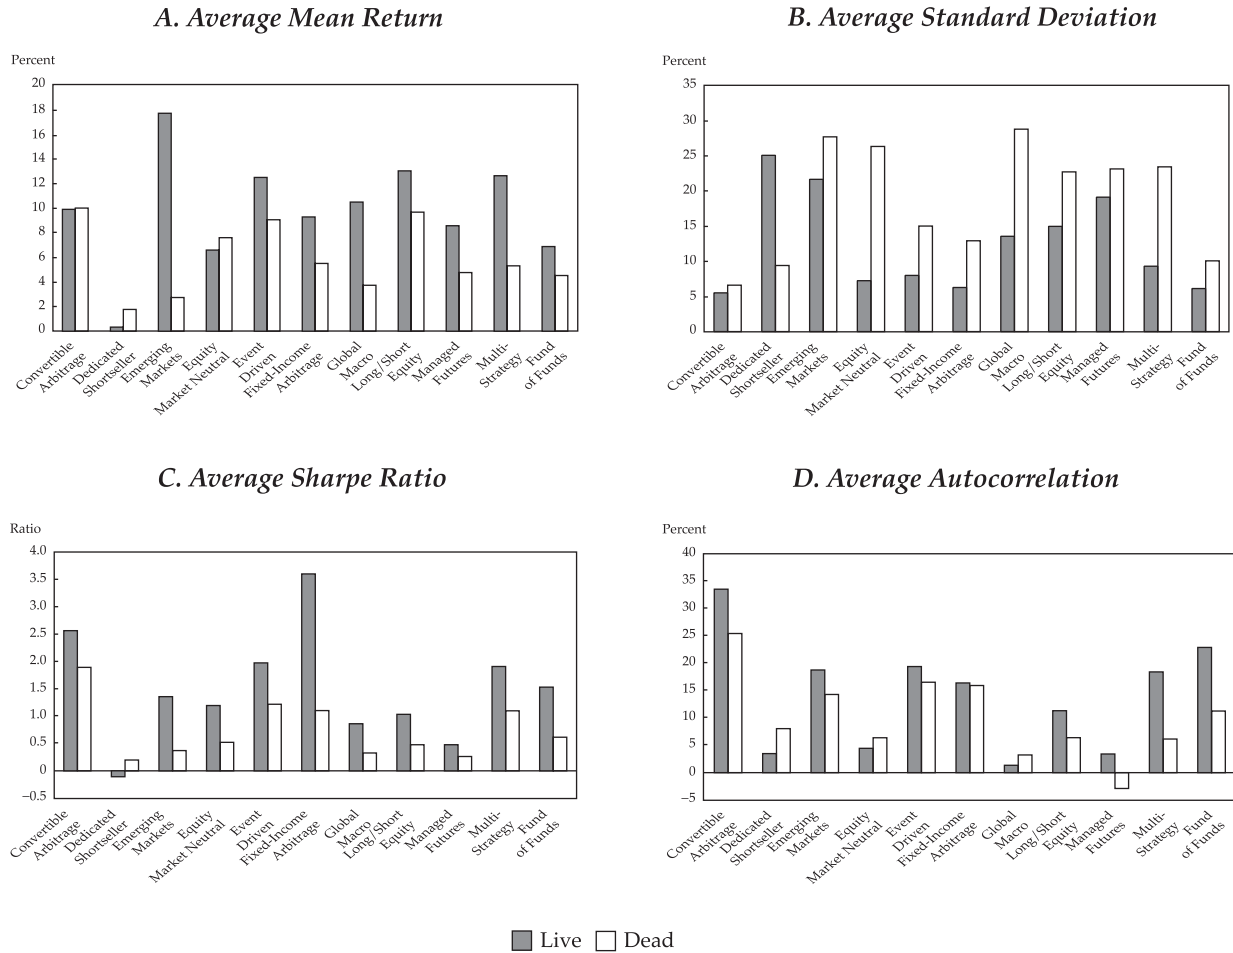 A. Average Mean Return
Percent
20
18
16
14
12
10
8
6
4
2
0
Convertible
Arbitrage
Dedicated
Shortseller
Emerging
Markets
Equity
Market Neutral
Event
Driven
Fixed-Income
Arbitrage
Global
Macro
Long/Short
Equity
Managed
Futures
Multi-
Strategy
Fund
of Funds
B. Average Standard Deviation
Percent
35
30
25
20
15
10
5
0
Convertible
Arbitrage
Dedicated
Shortseller
Emerging
Markets
Equity
Market Neutral
Event
Driven
Fixed-Income
Arbitrage
Global
Macro
Long/Short
Equity
Managed
Futures
Multi-
Strategy
Fund
of Funds
C. Average Sharpe Ratio
Ratio
4.0
3.5
3.0
2.5
2.0
1.5
1.0
0.5
0
–0.5
Convertible
Arbitrage
Dedicated
Shortseller
Emerging
Markets
Equity
Market Neutral
Event
Driven
Fixed-Income
Arbitrage
Global
Macro
Long/Short
Equity
Managed
Futures
Multi-
Strategy
Fund
of Funds
D. Average Autocorrelation
Percent
40
35
30
25
20
15
10
5
0
–5
Convertible
Arbitrage
Dedicated
Shortseller
Emerging
Markets
Equity
Market Neutral
Event
Driven
Fixed-Income
Arbitrage
Global
Macro
Long/Short
Equity
Managed
Futures
Multi-
Strategy
Fund
of Funds
Live
Dead